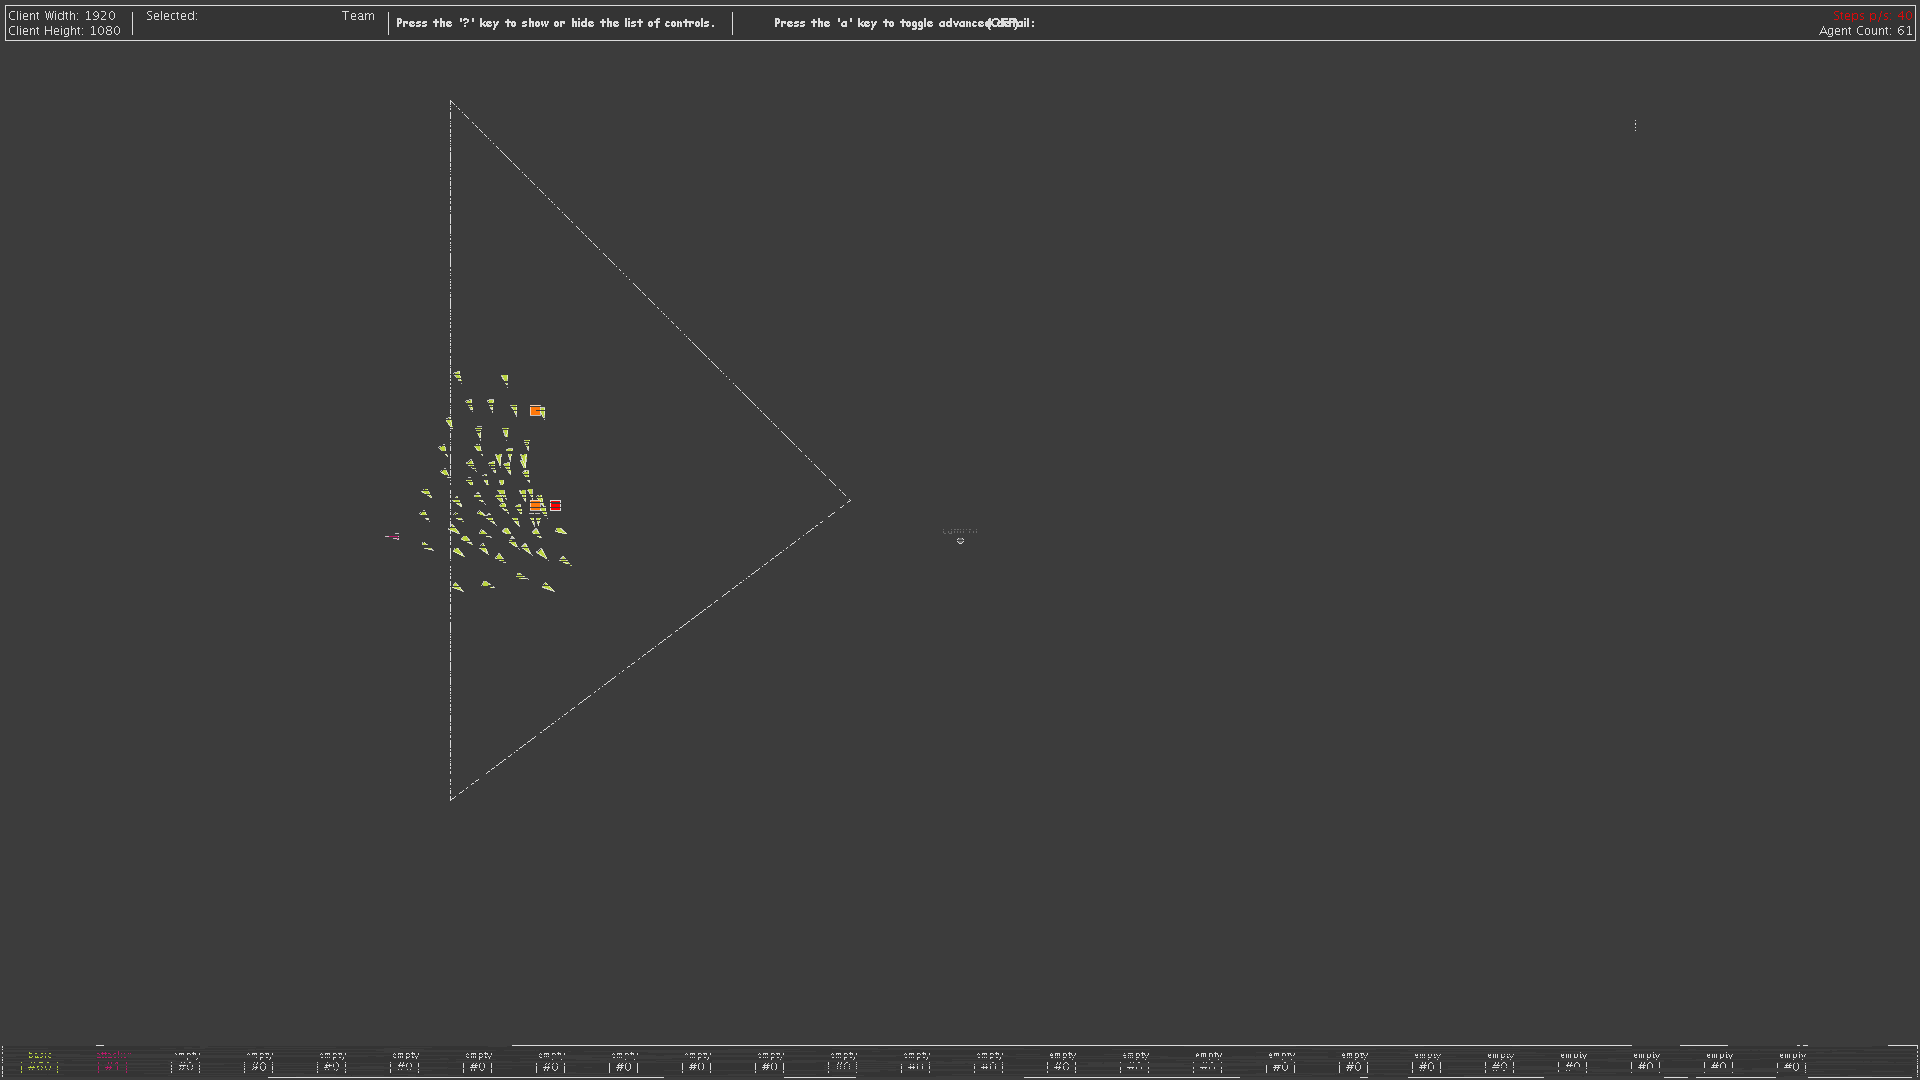 Client Width: 1920
Client Height: 1080
Selected:
Team
Press the '?' key to show or hide the list of controls.
Press the 'a' key to toggle advanced detail:
(OFF)
Steps p/s: 40
Agent Count: 61
camera
basic
#60
attacker
#1
empty
#0
empty
#0
empty
#0
empty
#0
empty
#0
empty
#0
empty
#0
empty
#0
empty
#0
empty
#0
empty
#0
empty
#0
empty
#0
empty
#0
empty
#0
empty
#0
empty
#0
empty
#0
empty
#0
empty
#0
empty
#0
empty
#0
empty
#0